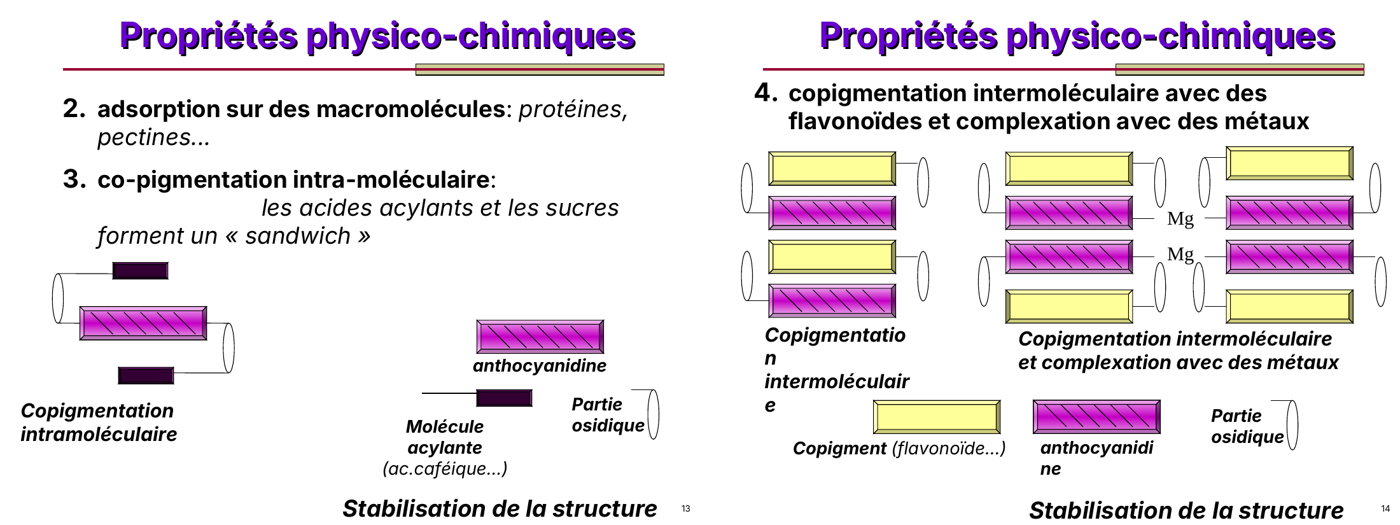 Propriétés physico-chimiques
2. adsorption sur des macromolécules: protéines,
pectines...
3. co-pigmentation intra-moléculaire:
les acides acylants et les sucres
forment un « sandwich »
anthocyanidine
Copigmentation
intramoléculaire
Molécule
acylante
(ac.caféique...)
Partie
osidique
Stabilisation de la structure
13
Propriétés physico-chimiques
4. copigmentation intermoléculaire avec des
flavonoïdes et complexation avec des métaux
Mg
Mg
Copigmentatio
n
intermoléculair
e
Copigmentation intermoléculaire
et complexation avec des métaux
Copigment (flavonoïde...)
anthocyanidi
ne
Partie
osidique
Stabilisation de la structure
14